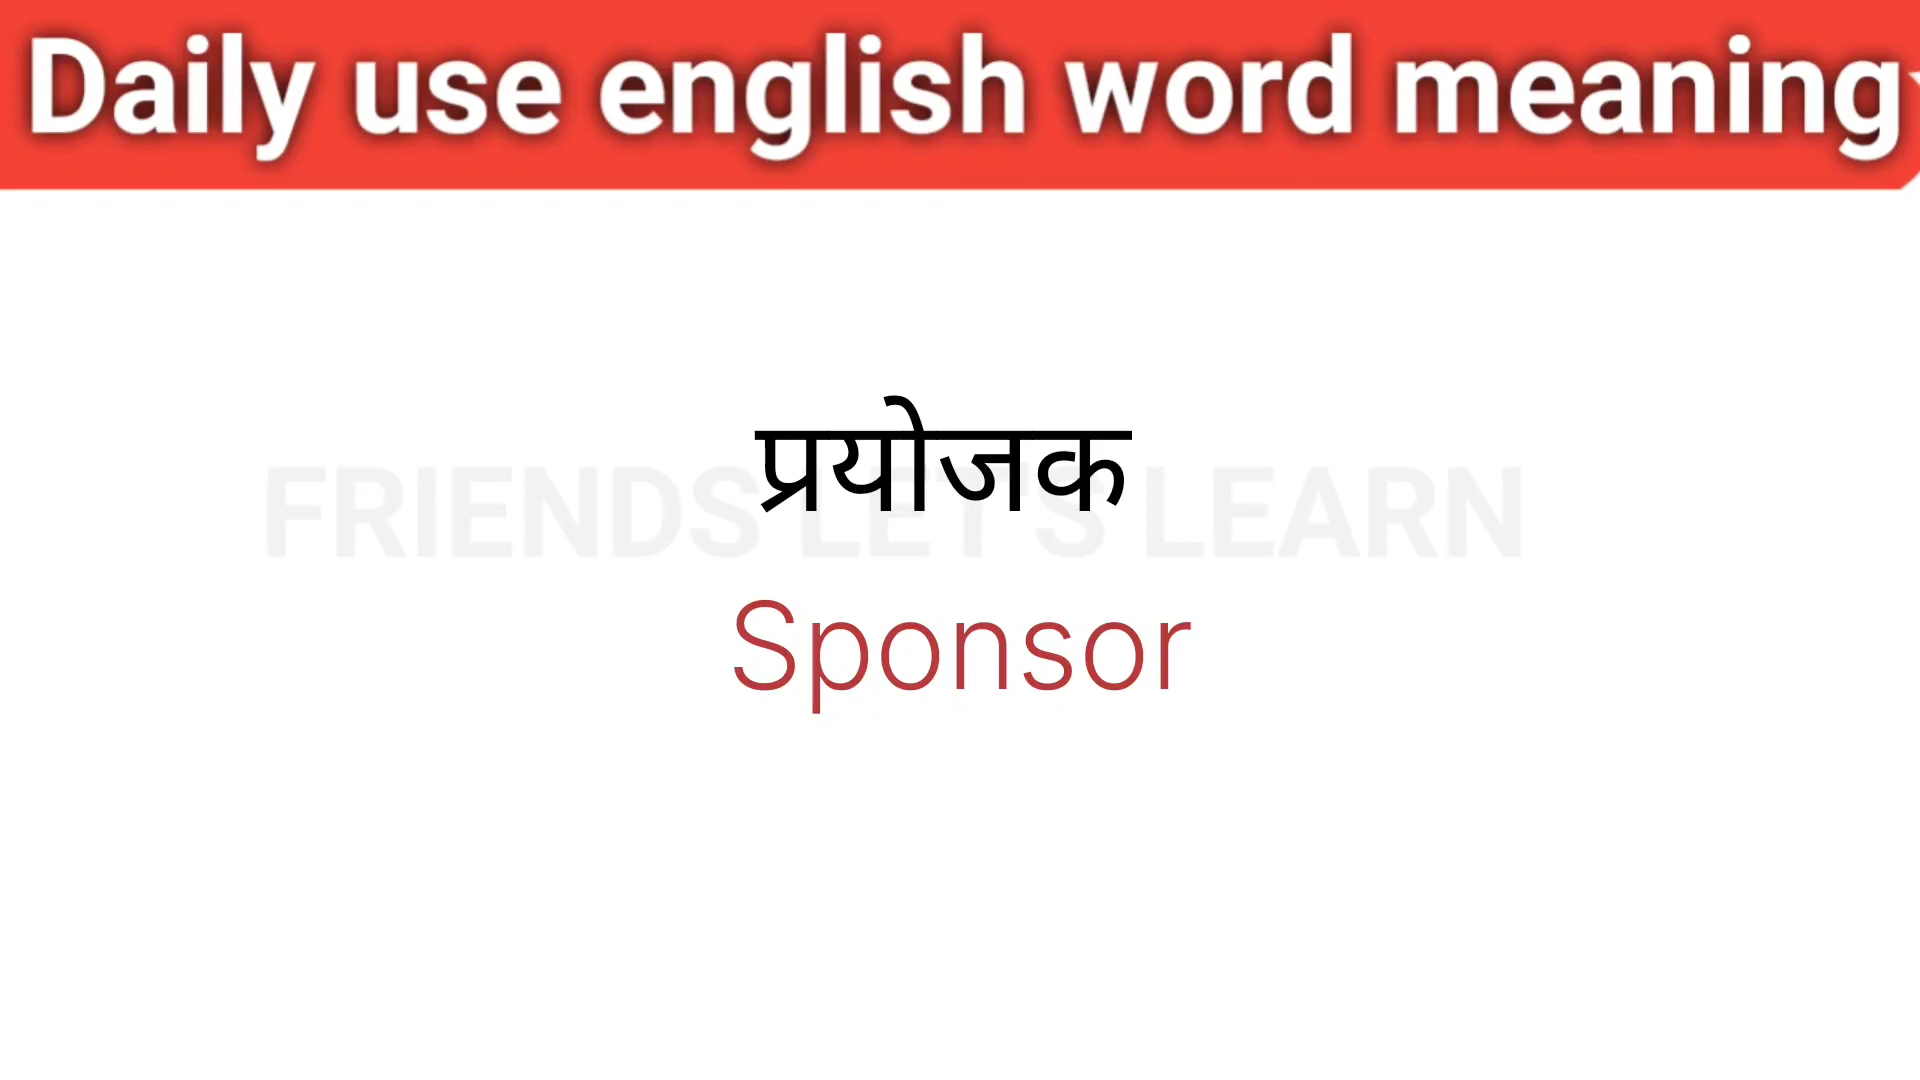 Daily use english word meaning
प्रयोजक
FRIENDS LET'S LEARN
Sponsor